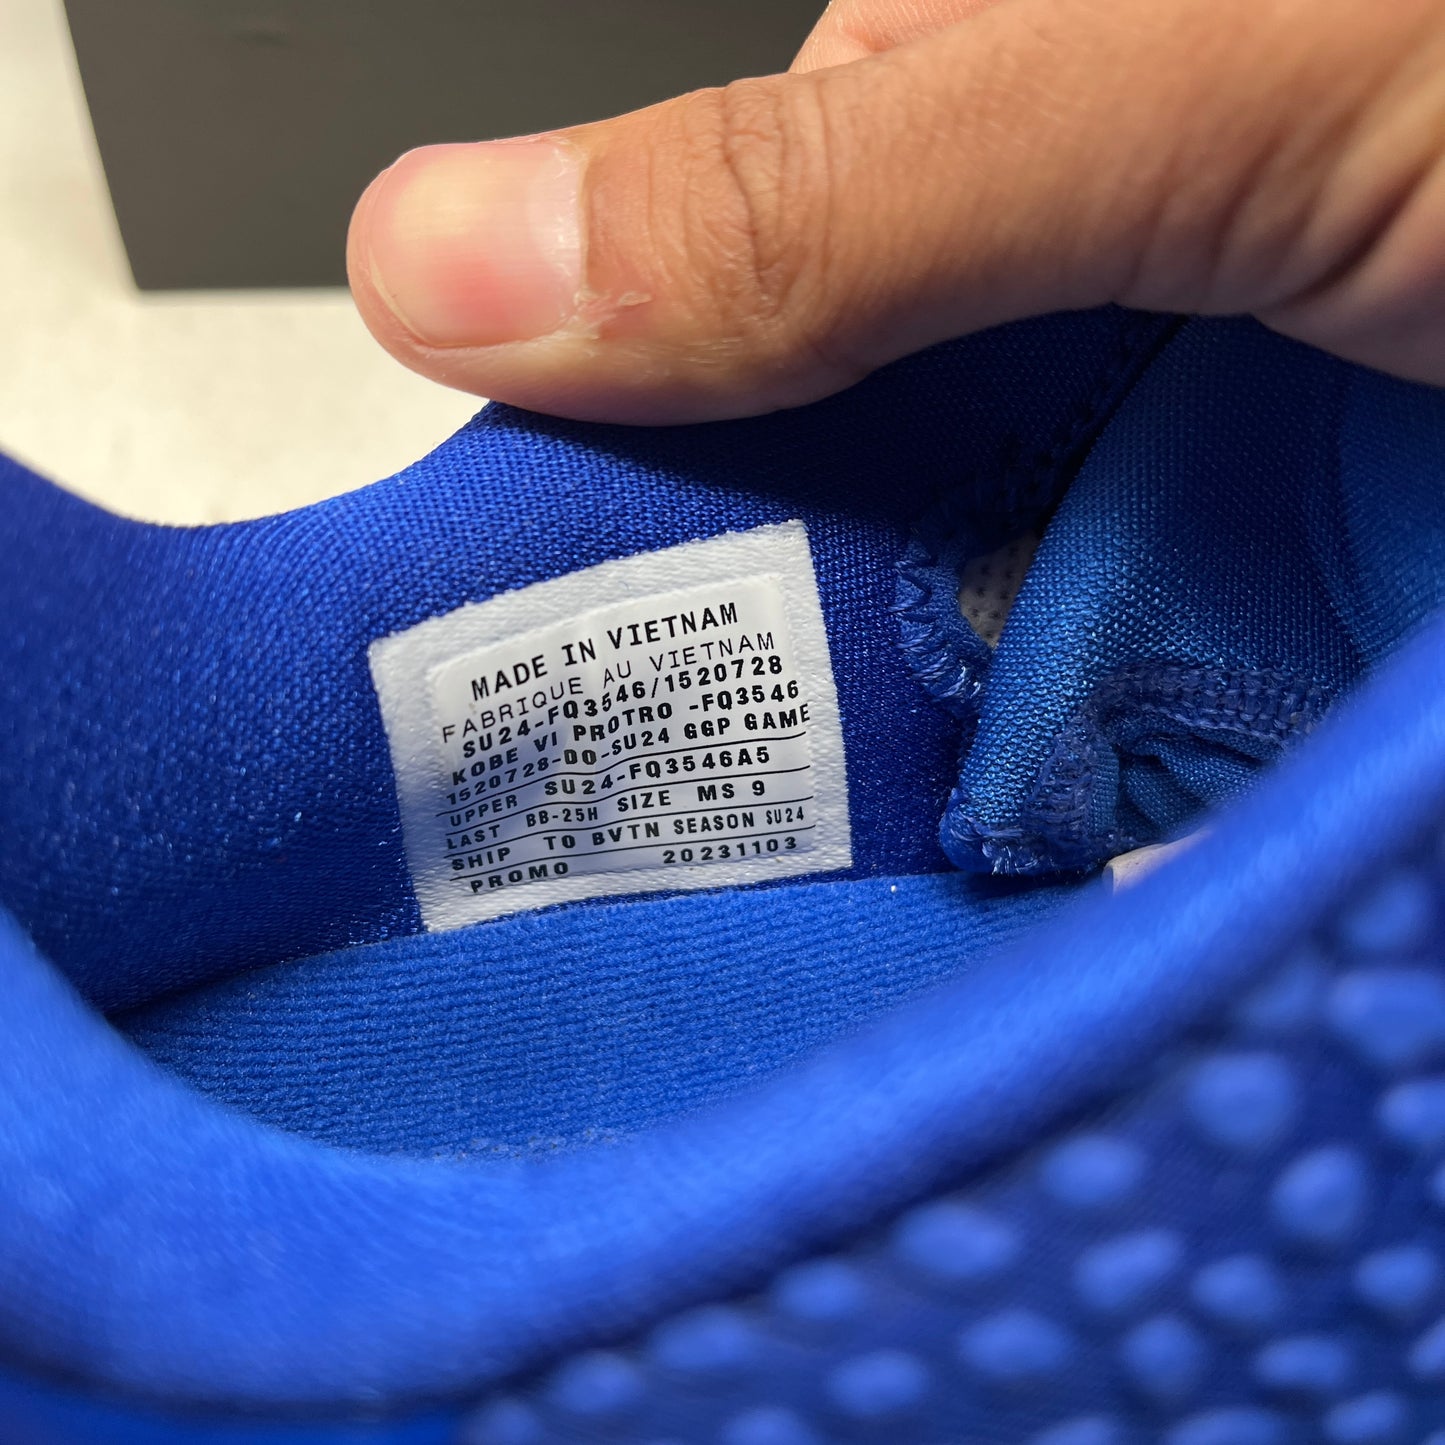 MADE IN VIETNAM
FABRIQUE AU VIETNAM
SU24-FQ3546/1520728
KOBE VI PROTRO -FQ3546
1520728-DO-SU24 GGP GAME
UPPER SU24-FQ3546A5
LAST BB-25H SIZE MS 9
SHIP TO BVTN SEASON SU24
PROMO 20231103